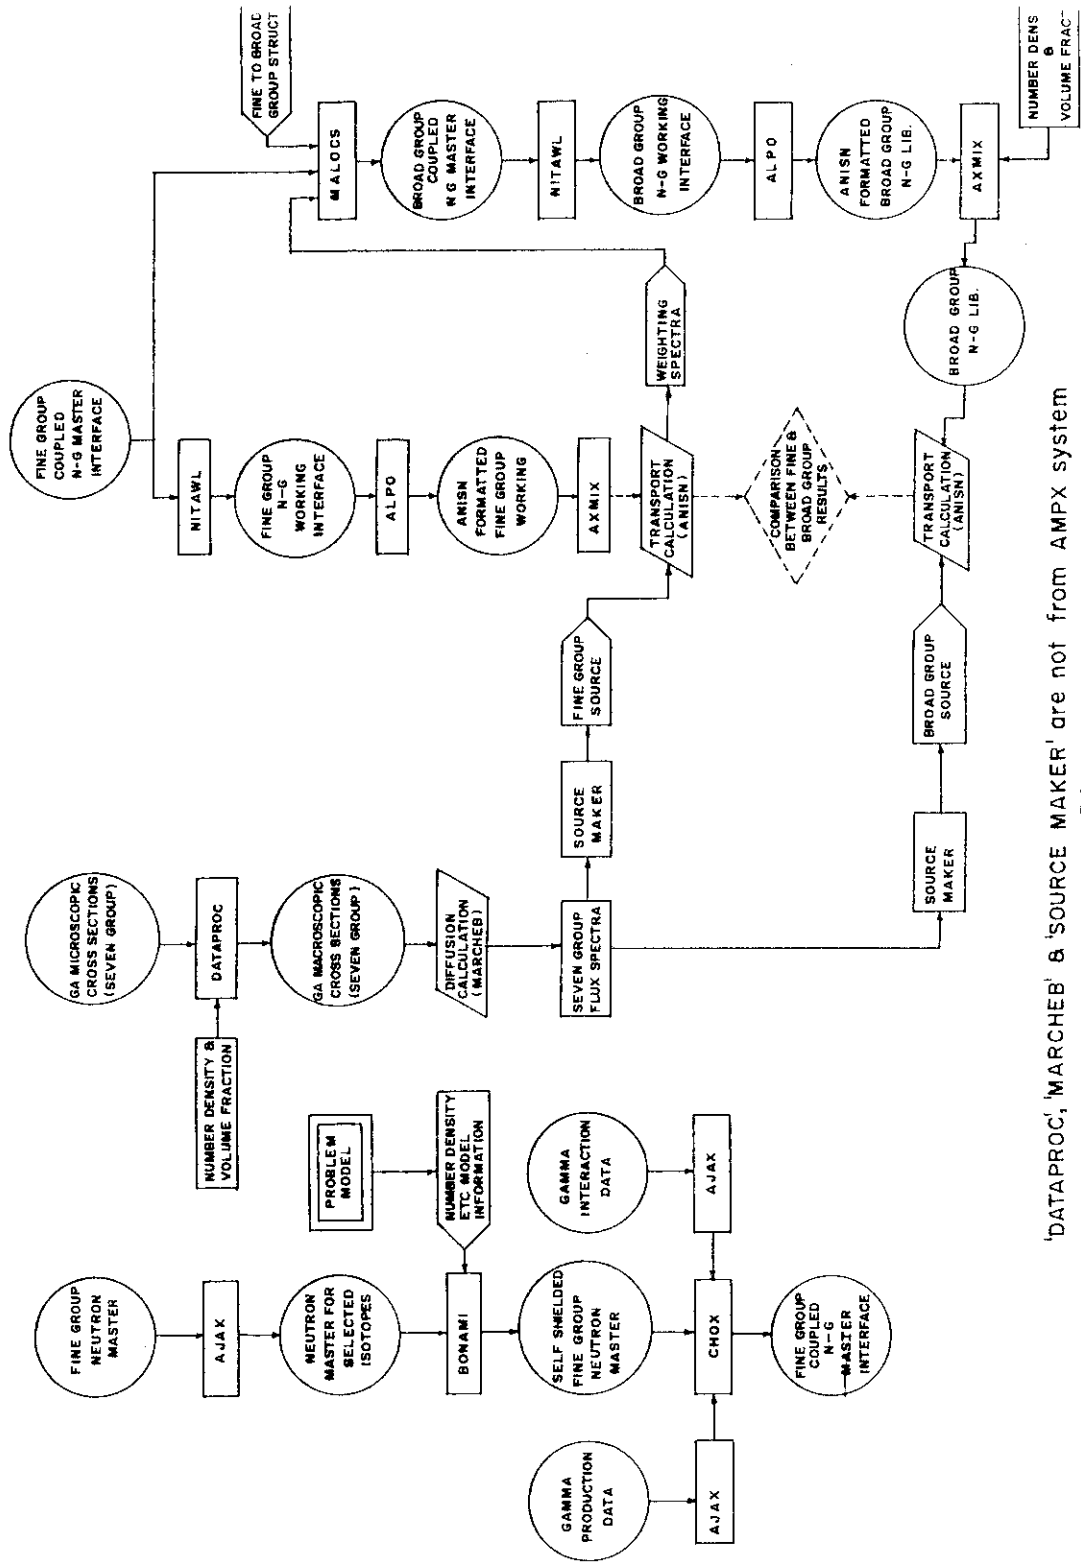 FINE GROUP
NEUTRON
MASTER
AJAX
NEUTRON
MASTER FOR
SELECTED
ISOTOPES
PROBLEM
MODEL
NUMBER DENSITY
ETC MODEL
INFORMATION
BONAMI
SELF SHIELDED
FINE GROUP
NEUTRON
MASTER
GAMMA
INTERACTION
DATA
AJAX
GAMMA
PRODUCTION
DATA
AJAX
CHOX
FINE GROUP
COUPLED
N-G
MASTER
INTERFACE
GA MICROSCOPIC
CROSS SECTIONS
(SEVEN GROUP)
NUMBER DENSITY &
VOLUME FRACTION
DATAPROC
GA MACROSCOPIC
CROSS SECTIONS
(SEVEN GROUP)
DIFFUSION
CALCULATION
(MARCHEB)
SEVEN GROUP
FLUX SPECTRA
SOURCE
MAKER
FINE GROUP
SOURCE
SOURCE
MAKER
BROAD GROUP
SOURCE
FINE GROUP
COUPLED
N-G MASTER
INTERFACE
NITAWL
FINE GROUP
N-G
WORKING
INTERFACE
ALPO
ANISN
FORMATTED
FINE GROUP
WORKING
AXMIX
TRANSPORT
CALCULATION
(ANISN)
WEIGHTING
SPECTRA
COMPARISON
BETWEEN FINE &
BROAD GROUP
RESULTS
TRANSPORT
CALCULATION
(ANISN)
FINE TO BROAD
GROUP STRUCT
MALOCS
BROAD GROUP
COUPLED
NG MASTER
INTERFACE
NITAWL
BROAD GROUP
N-G WORKING
INTERFACE
ALPO
ANISN
FORMATTED
BROAD GROUP
N-G LIB.
AXMIX
NUMBER DENS
&
VOLUME FRAC
BROAD GROUP
N-G LIB.
'DATAPROC', 'MARCHEB' & 'SOURCE MAKER' are not from AMPX system